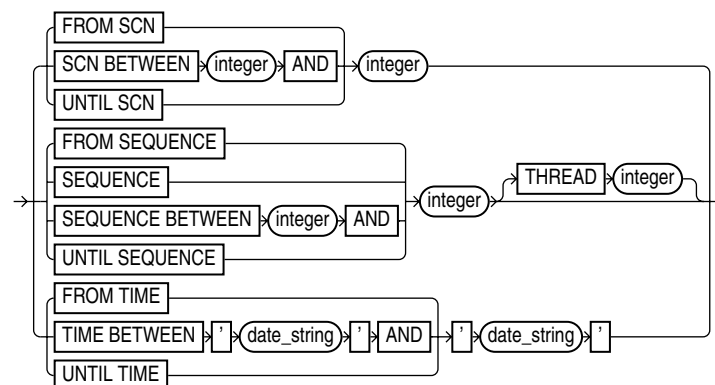 FROM SCN
SCN BETWEEN integer AND integer
UNTIL SCN
FROM SEQUENCE
SEQUENCE
SEQUENCE BETWEEN integer AND integer THREAD integer
UNTIL SEQUENCE
FROM TIME
TIME BETWEEN ’ date_string ’ AND ’ date_string ’
UNTIL TIME